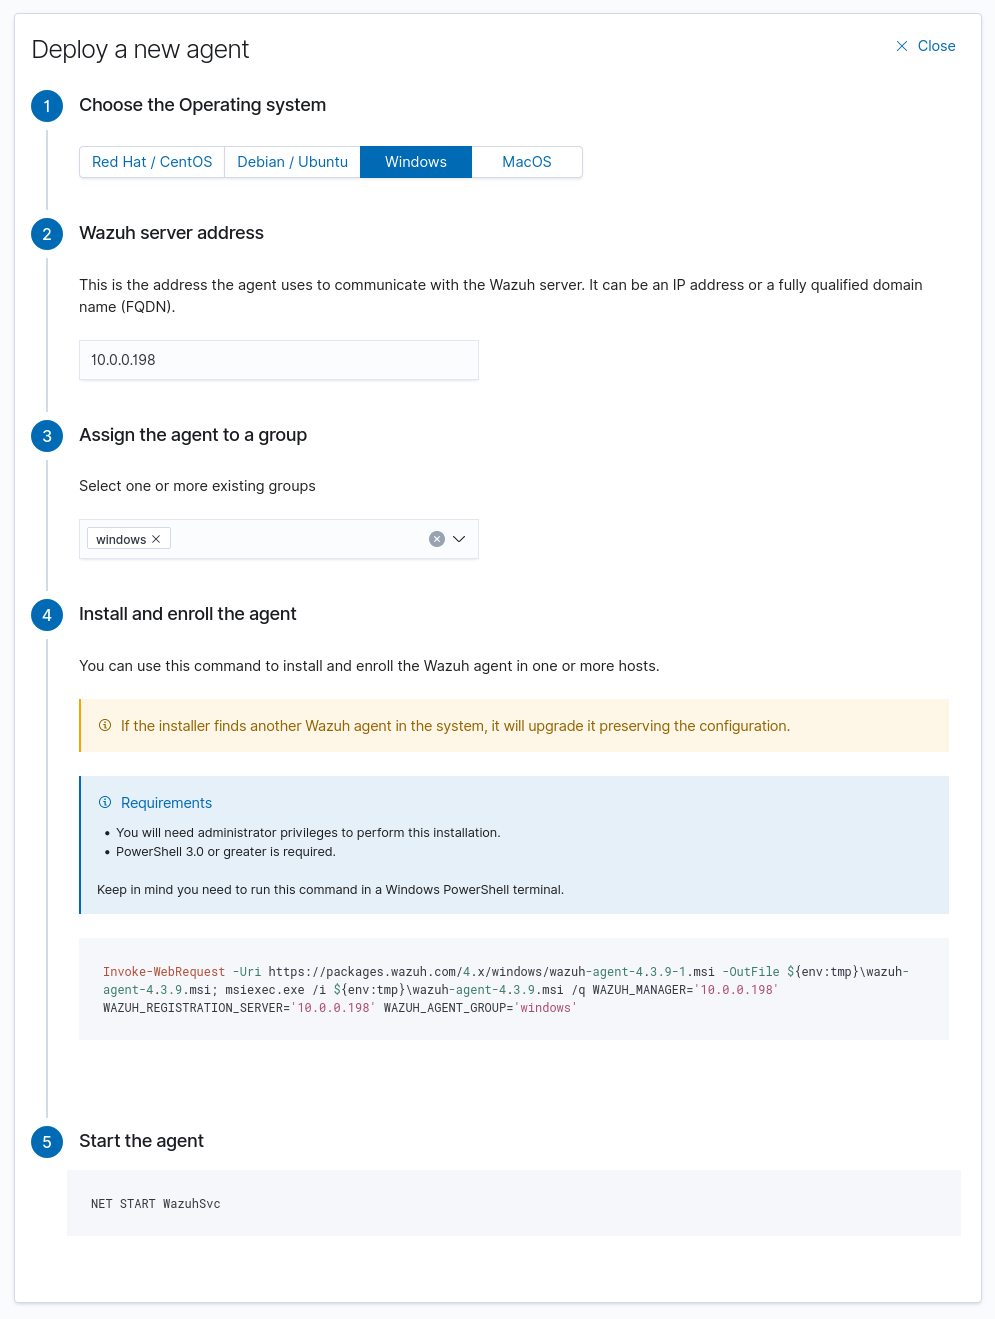 Deploy a new agent
Close
1
Choose the Operating system
Red Hat / CentOS
Debian / Ubuntu
Windows
MacOS
2
Wazuh server address
This is the address the agent uses to communicate with the Wazuh server. It can be an IP address or a fully qualified domain
name (FQDN).
10.0.0.198
3
Assign the agent to a group
Select one or more existing groups
windows
4
Install and enroll the agent
You can use this command to install and enroll the Wazuh agent in one or more hosts.
If the installer finds another Wazuh agent in the system, it will upgrade it preserving the configuration.
Requirements
• You will need administrator privileges to perform this installation.
• PowerShell 3.0 or greater is required.
Keep in mind you need to run this command in a Windows PowerShell terminal.
Invoke-WebRequest -Uri https://packages.wazuh.com/4.x/windows/wazuh-agent-4.3.9-1.msi -OutFile ${env:tmp}\wazuh-
agent-4.3.9.msi; msiexec.exe /i ${env:tmp}\wazuh-agent-4.3.9.msi /q WAZUH_MANAGER='10.0.0.198'
WAZUH_REGISTRATION_SERVER='10.0.0.198' WAZUH_AGENT_GROUP='windows'
5
Start the agent
NET START WazuhSvc